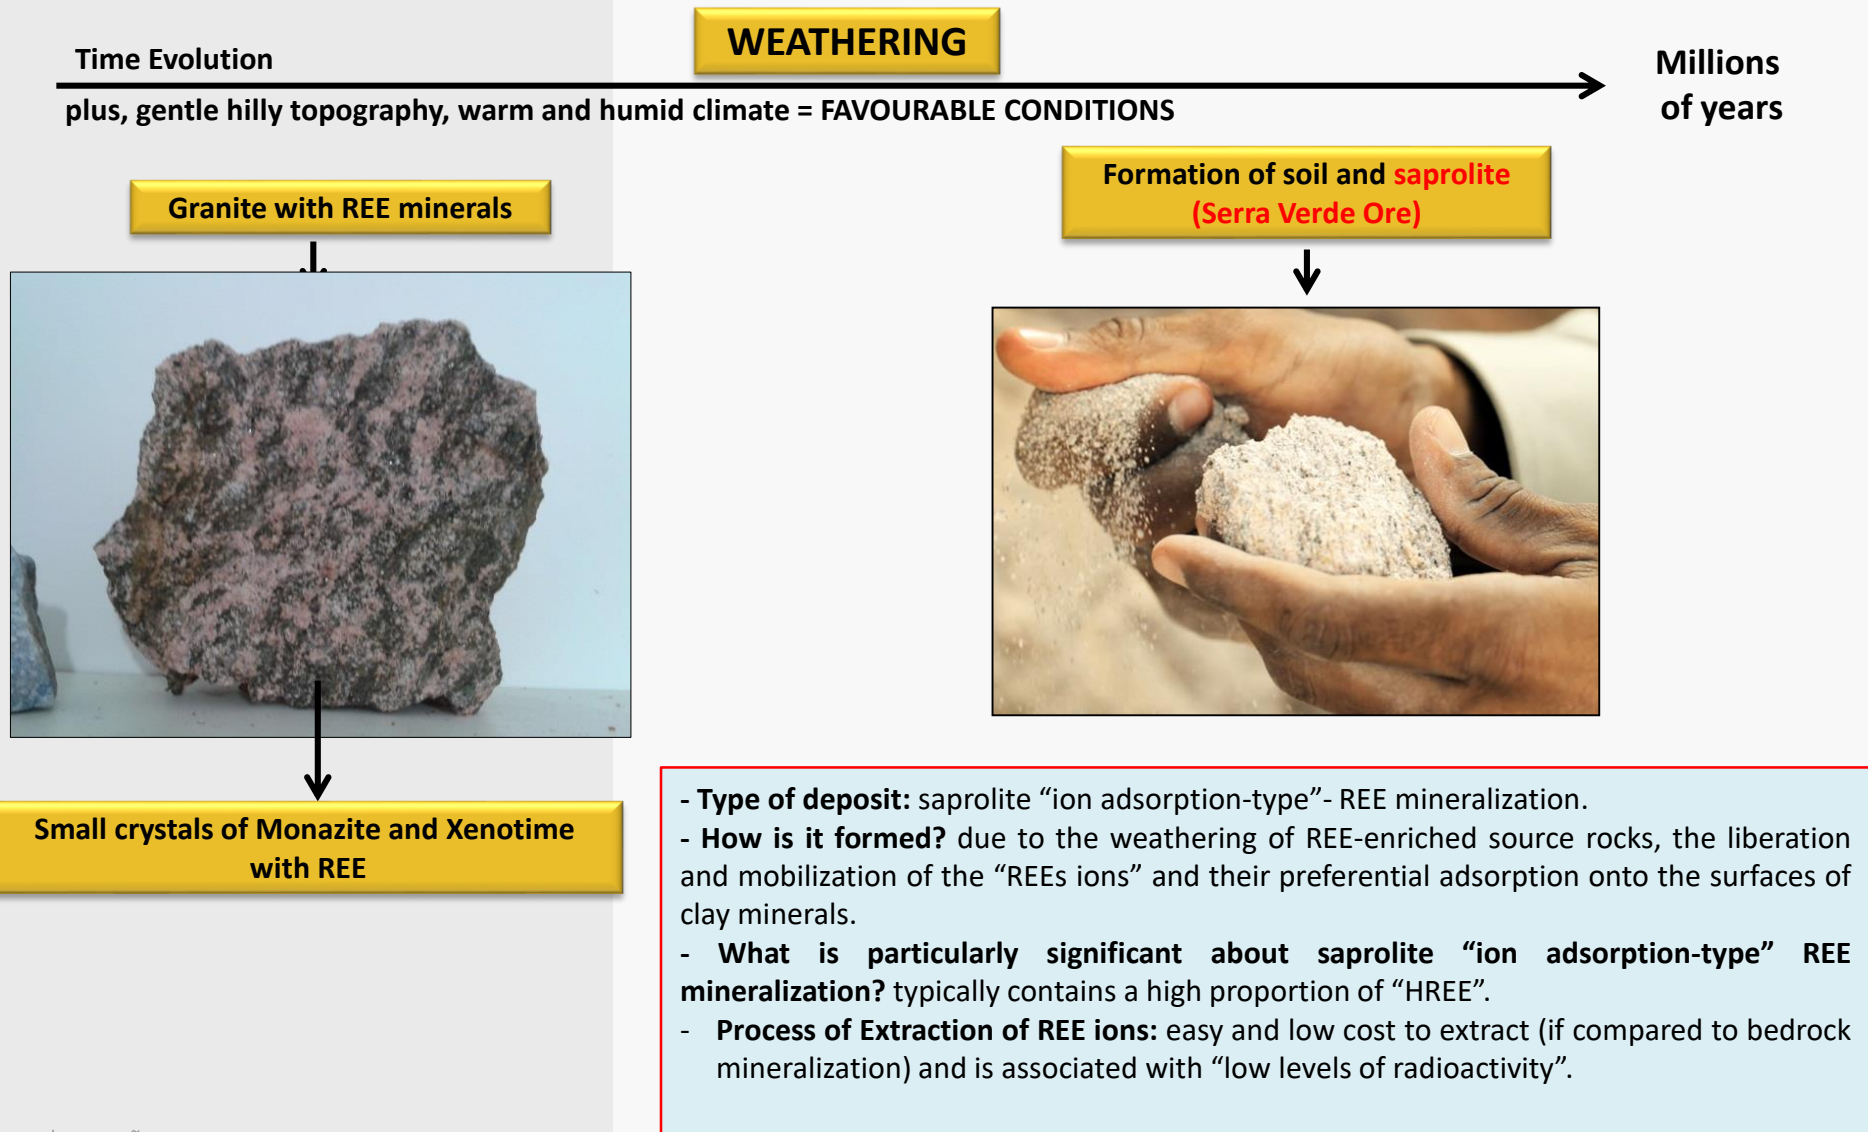 WEATHERING
Time Evolution
Millions
of years
plus, gentle hilly topography, warm and humid climate = FAVOURABLE CONDITIONS
Granite with REE minerals
Formation of soil and saprolite
(Serra Verde Ore)
Small crystals of Monazite and Xenotime
with REE
- Type of deposit: saprolite “ion adsorption-type”- REE mineralization.
- How is it formed? due to the weathering of REE-enriched source rocks, the liberation
and mobilization of the “REEs ions” and their preferential adsorption onto the surfaces of
clay minerals.
- What is particularly significant about saprolite “ion adsorption-type” REE
mineralization? typically contains a high proportion of “HREE”.
- Process of Extraction of REE ions: easy and low cost to extract (if compared to bedrock
mineralization) and is associated with “low levels of radioactivity”.